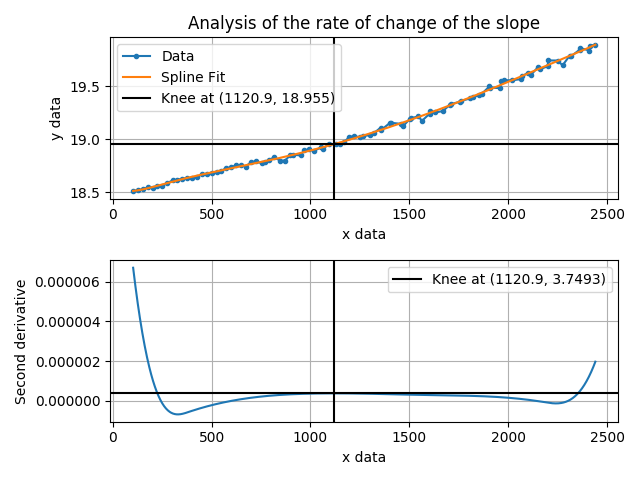 Analysis of the rate of change of the slope
y data
19.5
19.0
18.5
Data
Spline Fit
Knee at (1120.9, 18.955)
0 500 1000 1500 2000 2500
x data
Second derivative
0.000006
0.000004
0.000002
0.000000
Knee at (1120.9, 3.7493)
0 500 1000 1500 2000 2500
x data